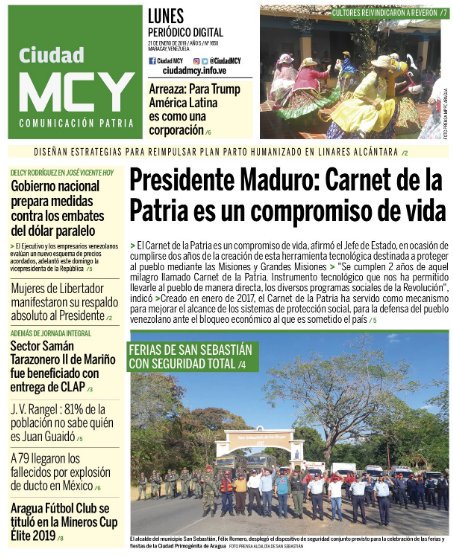 Ciudad
MCY
COMUNICACIÓN PATRIA
LUNES
PERIÓDICO DIGITAL
21 DE ENERO DE 2019 / AÑO 5 / Nº 1659
MARACAY, VENEZUELA
Ciudad MCY @CiudadMCY
ciudadmcy.info.ve
Arreaza: Para Trump
América Latina
es como una
corporación /6
CULTORES REIVINDICARON A REVERÓN /7
DISEÑAN ESTRATEGIAS PARA REIMPULSAR PLAN PARTO HUMANIZADO EN LINARES ALCÁNTARA /2
DELCY RODRÍGUEZ EN JOSÉ VICENTE HOY
Gobierno nacional
prepara medidas
contra los embates
del dólar paralelo
> El Ejecutivo y los empresarios venezolanos
evalúan un nuevo esquema de precios
acordados, adelantó este domingo la
vicepresidenta de la República /5
Mujeres de Libertador
manifestaron su respaldo
absoluto al Presidente /2
ADEMÁS DE JORNADA INTEGRAL
Sector Samán
Tarazonero II de Mariño
fue beneficiado con
entrega de CLAP /3
J. V. Rangel : 81% de la
población no sabe quién
es Juan Guaidó /5
A 79 llegaron los
fallecidos por explosión
de ducto en México /6
Aragua Fútbol Club se
tituló en la Mineros Cup
Élite 2019 /8
Presidente Maduro: Carnet de la
Patria es un compromiso de vida
> El Carnet de la Patria es un compromiso de vida, afirmó el Jefe de Estado, en ocasión de
cumplirse dos años de la creación de esta herramienta tecnológica destinada a proteger
al pueblo mediante las Misiones y Grandes Misiones > "Se cumplen 2 años de aquel
milagro llamado Carnet de la Patria. Instrumento tecnológico que nos ha permitido
llevarle al pueblo de manera directa, los diversos programas sociales de la Revolución",
indicó > Creado en enero de 2017, el Carnet de la Patria ha servido como mecanismo
para mejorar el alcance de los sistemas de protección social, para la defensa del pueblo
venezolano ante el bloqueo económico al que es sometido el país /5
FERIAS DE SAN SEBASTIÁN
CON SEGURIDAD TOTAL /4
El alcalde del municipio San Sebastián, Félix Romero, desplegó el dispositivo de seguridad conjunto previsto para la celebración de las ferias y
fiestas de la Ciudad Primogénita de Aragua FOTO PRENSA ALCALDÍA DE SAN SEBASTIÁN